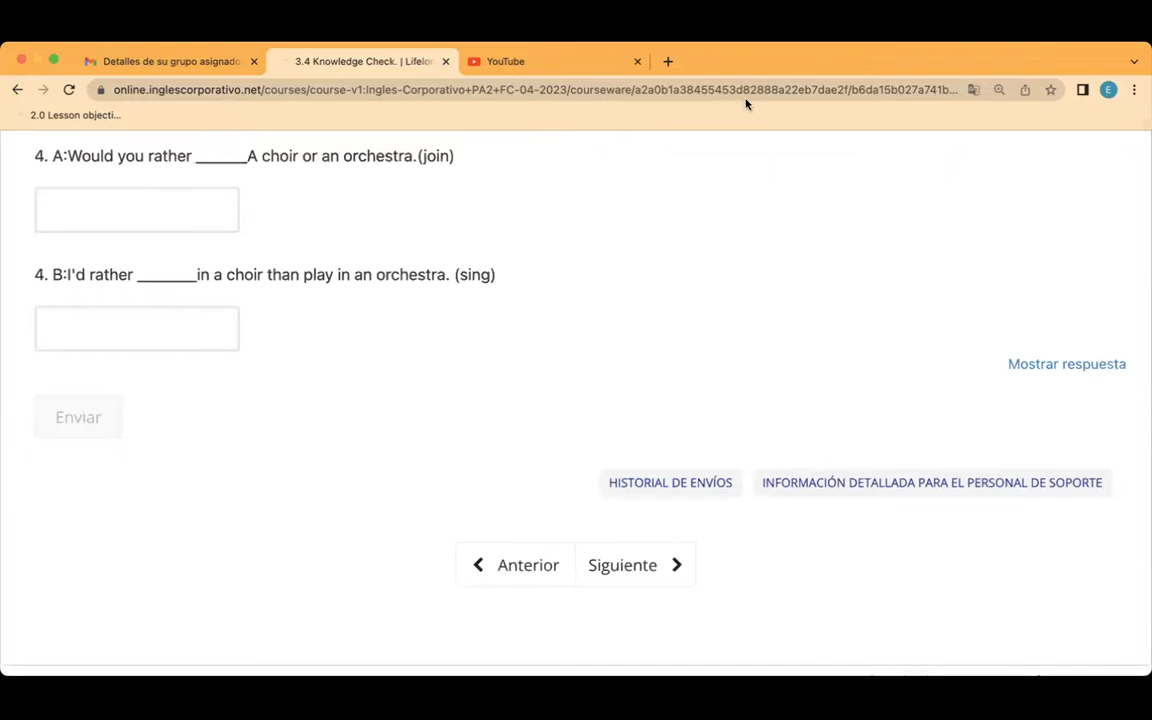 Detalles de su grupo asignado
3.4 Knowledge Check. | Lifelon
YouTube
online.inglescorporativo.net/courses/course-v1:Ingles-Corporativo+PA2+FC-04-2023/courseware/a2a0b1a38455453d82888a22eb7dae2f/b6da15b027a741b...
E
2.0 Lesson objecti...
4. A:Would you rather ______A choir or an orchestra.(join)
4. B:I'd rather _______in a choir than play in an orchestra. (sing)
Mostrar respuesta
Enviar
HISTORIAL DE ENVÍOS
INFORMACIÓN DETALLADA PARA EL PERSONAL DE SOPORTE
Anterior
Siguiente